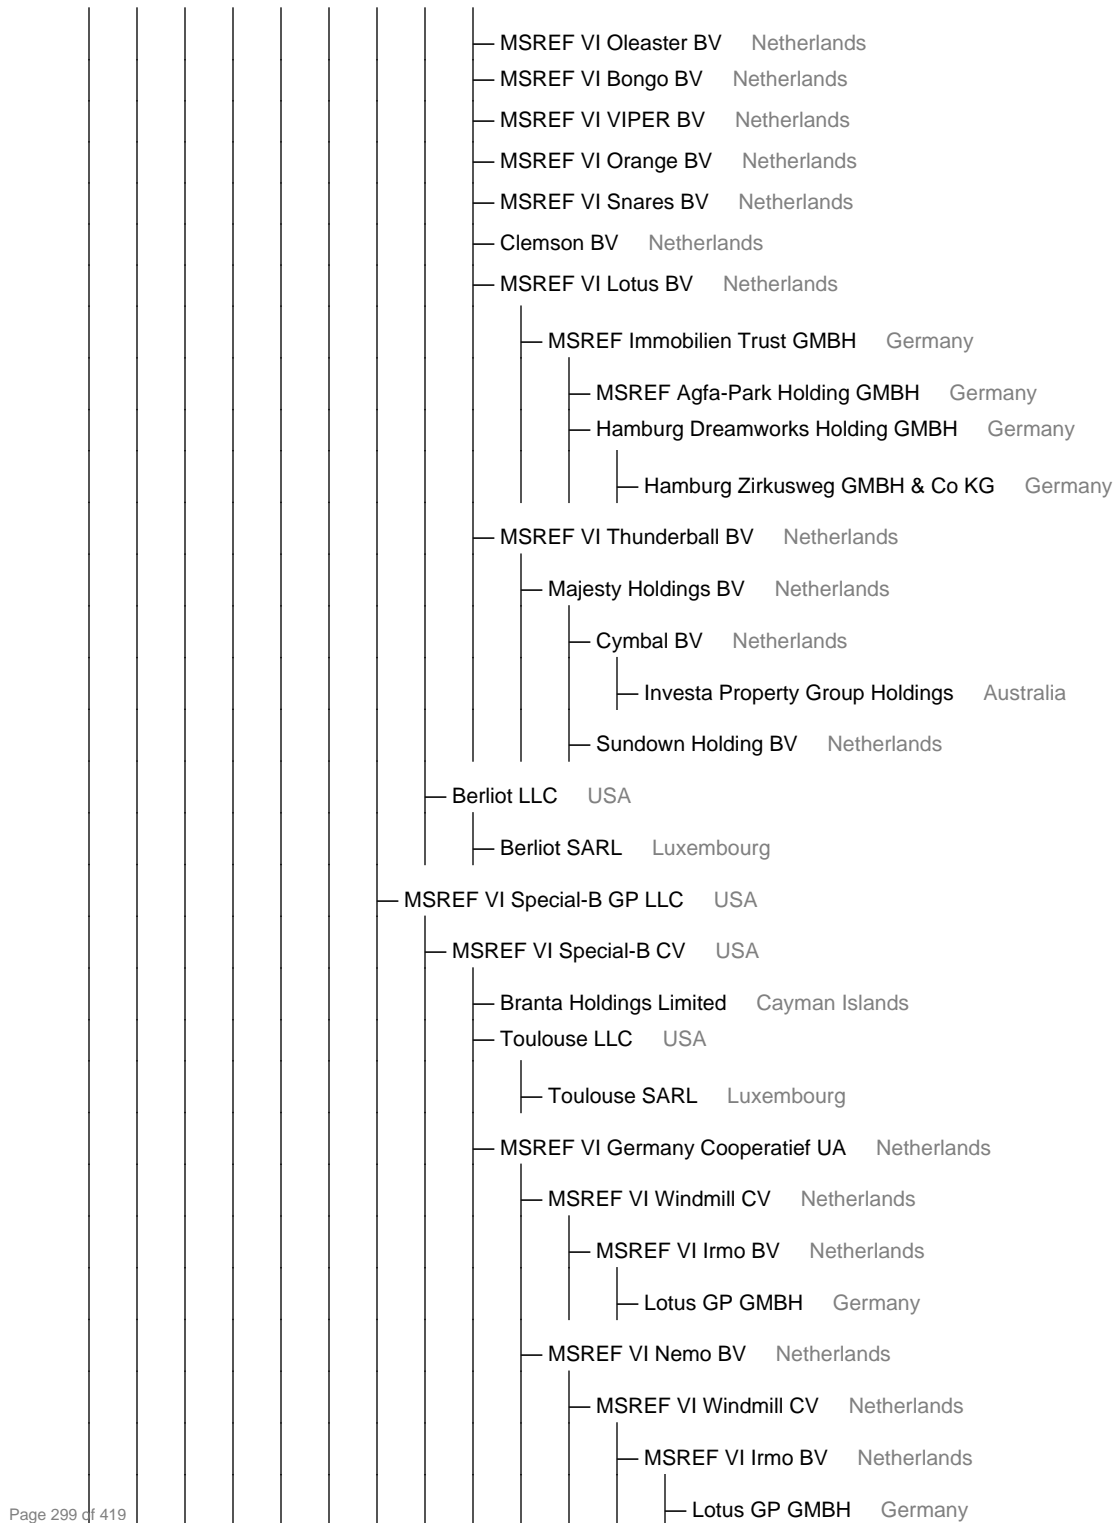 MSREF VI Oleaster BV Netherlands
MSREF VI Bongo BV Netherlands
MSREF VI VIPER BV Netherlands
MSREF VI Orange BV Netherlands
MSREF VI Snares BV Netherlands
Clemson BV Netherlands
MSREF VI Lotus BV Netherlands
MSREF Immobilien Trust GMBH Germany
MSREF Agfa-Park Holding GMBH Germany
Hamburg Dreamworks Holding GMBH Germany
Hamburg Zirkusweg GMBH & Co KG Germany
MSREF VI Thunderball BV Netherlands
Majesty Holdings BV Netherlands
Cymbal BV Netherlands
Investa Property Group Holdings Australia
Sundown Holding BV Netherlands
Berliot LLC USA
Berliot SARL Luxembourg
MSREF VI Special-B GP LLC USA
MSREF VI Special-B CV USA
Branta Holdings Limited Cayman Islands
Toulouse LLC USA
Toulouse SARL Luxembourg
MSREF VI Germany Cooperatief UA Netherlands
MSREF VI Windmill CV Netherlands
MSREF VI Irmo BV Netherlands
Lotus GP GMBH Germany
MSREF VI Nemo BV Netherlands
MSREF VI Windmill CV Netherlands
MSREF VI Irmo BV Netherlands
Lotus GP GMBH Germany
Page 299 of 419